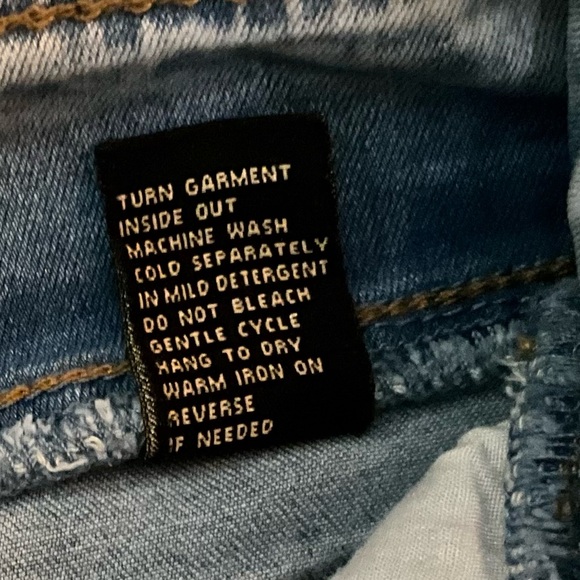 TURN GARMENT
INSIDE OUT
MACHINE WASH
COLD SEPARATELY
IN MILD DETERGENT
DO NOT BLEACH
GENTLE CYCLE
HANG TO DRY
WARM IRON ON
REVERSE
IF NEEDED